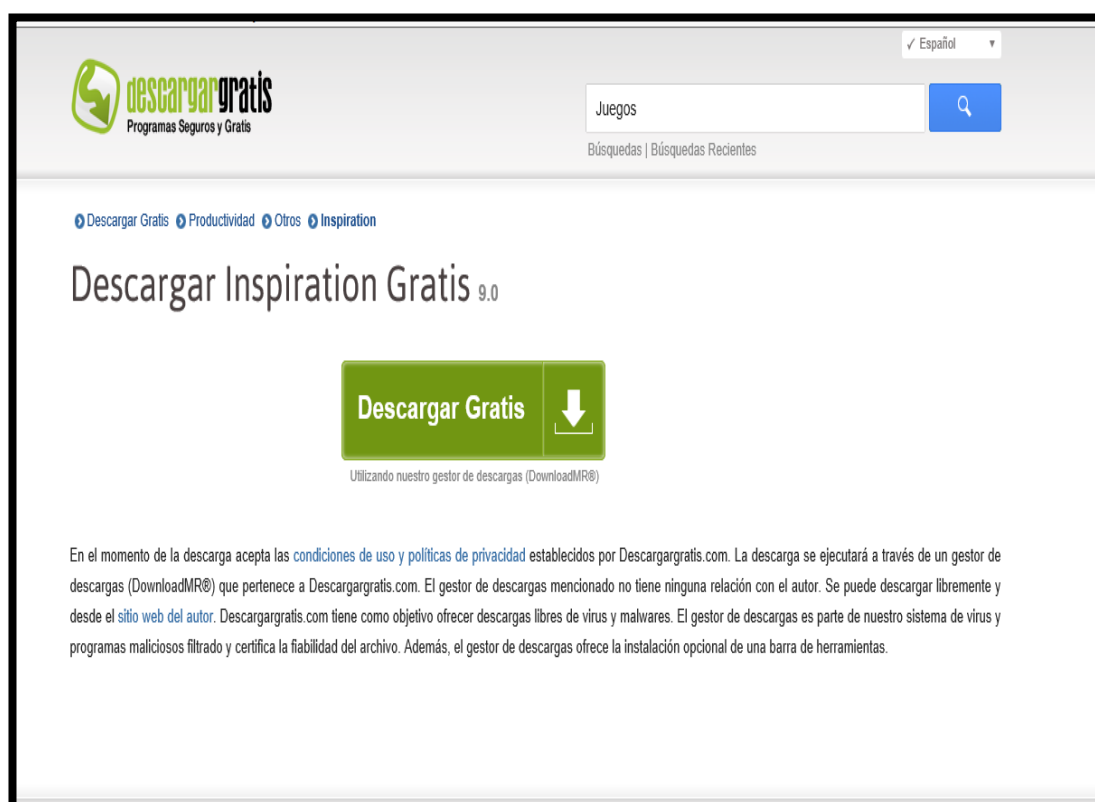 ✓ Español
descargargratis
Programas Seguros y Gratis
Juegos
Búsquedas | Búsquedas Recientes
Descargar Gratis Productividad Otros Inspiration
Descargar Inspiration Gratis 9.0
Descargar Gratis
Utilizando nuestro gestor de descargas (DownloadMR®)
En el momento de la descarga acepta las condiciones de uso y políticas de privacidad establecidos por Descargargratis.com. La descarga se ejecutará a través de un gestor de
descargas (DownloadMR®) que pertenece a Descargargratis.com. El gestor de descargas mencionado no tiene ninguna relación con el autor. Se puede descargar libremente y
desde el sitio web del autor. Descargargratis.com tiene como objetivo ofrecer descargas libres de virus y malwares. El gestor de descargas es parte de nuestro sistema de virus y
programas maliciosos filtrado y certifica la fiabilidad del archivo. Además, el gestor de descargas ofrece la instalación opcional de una barra de herramientas.